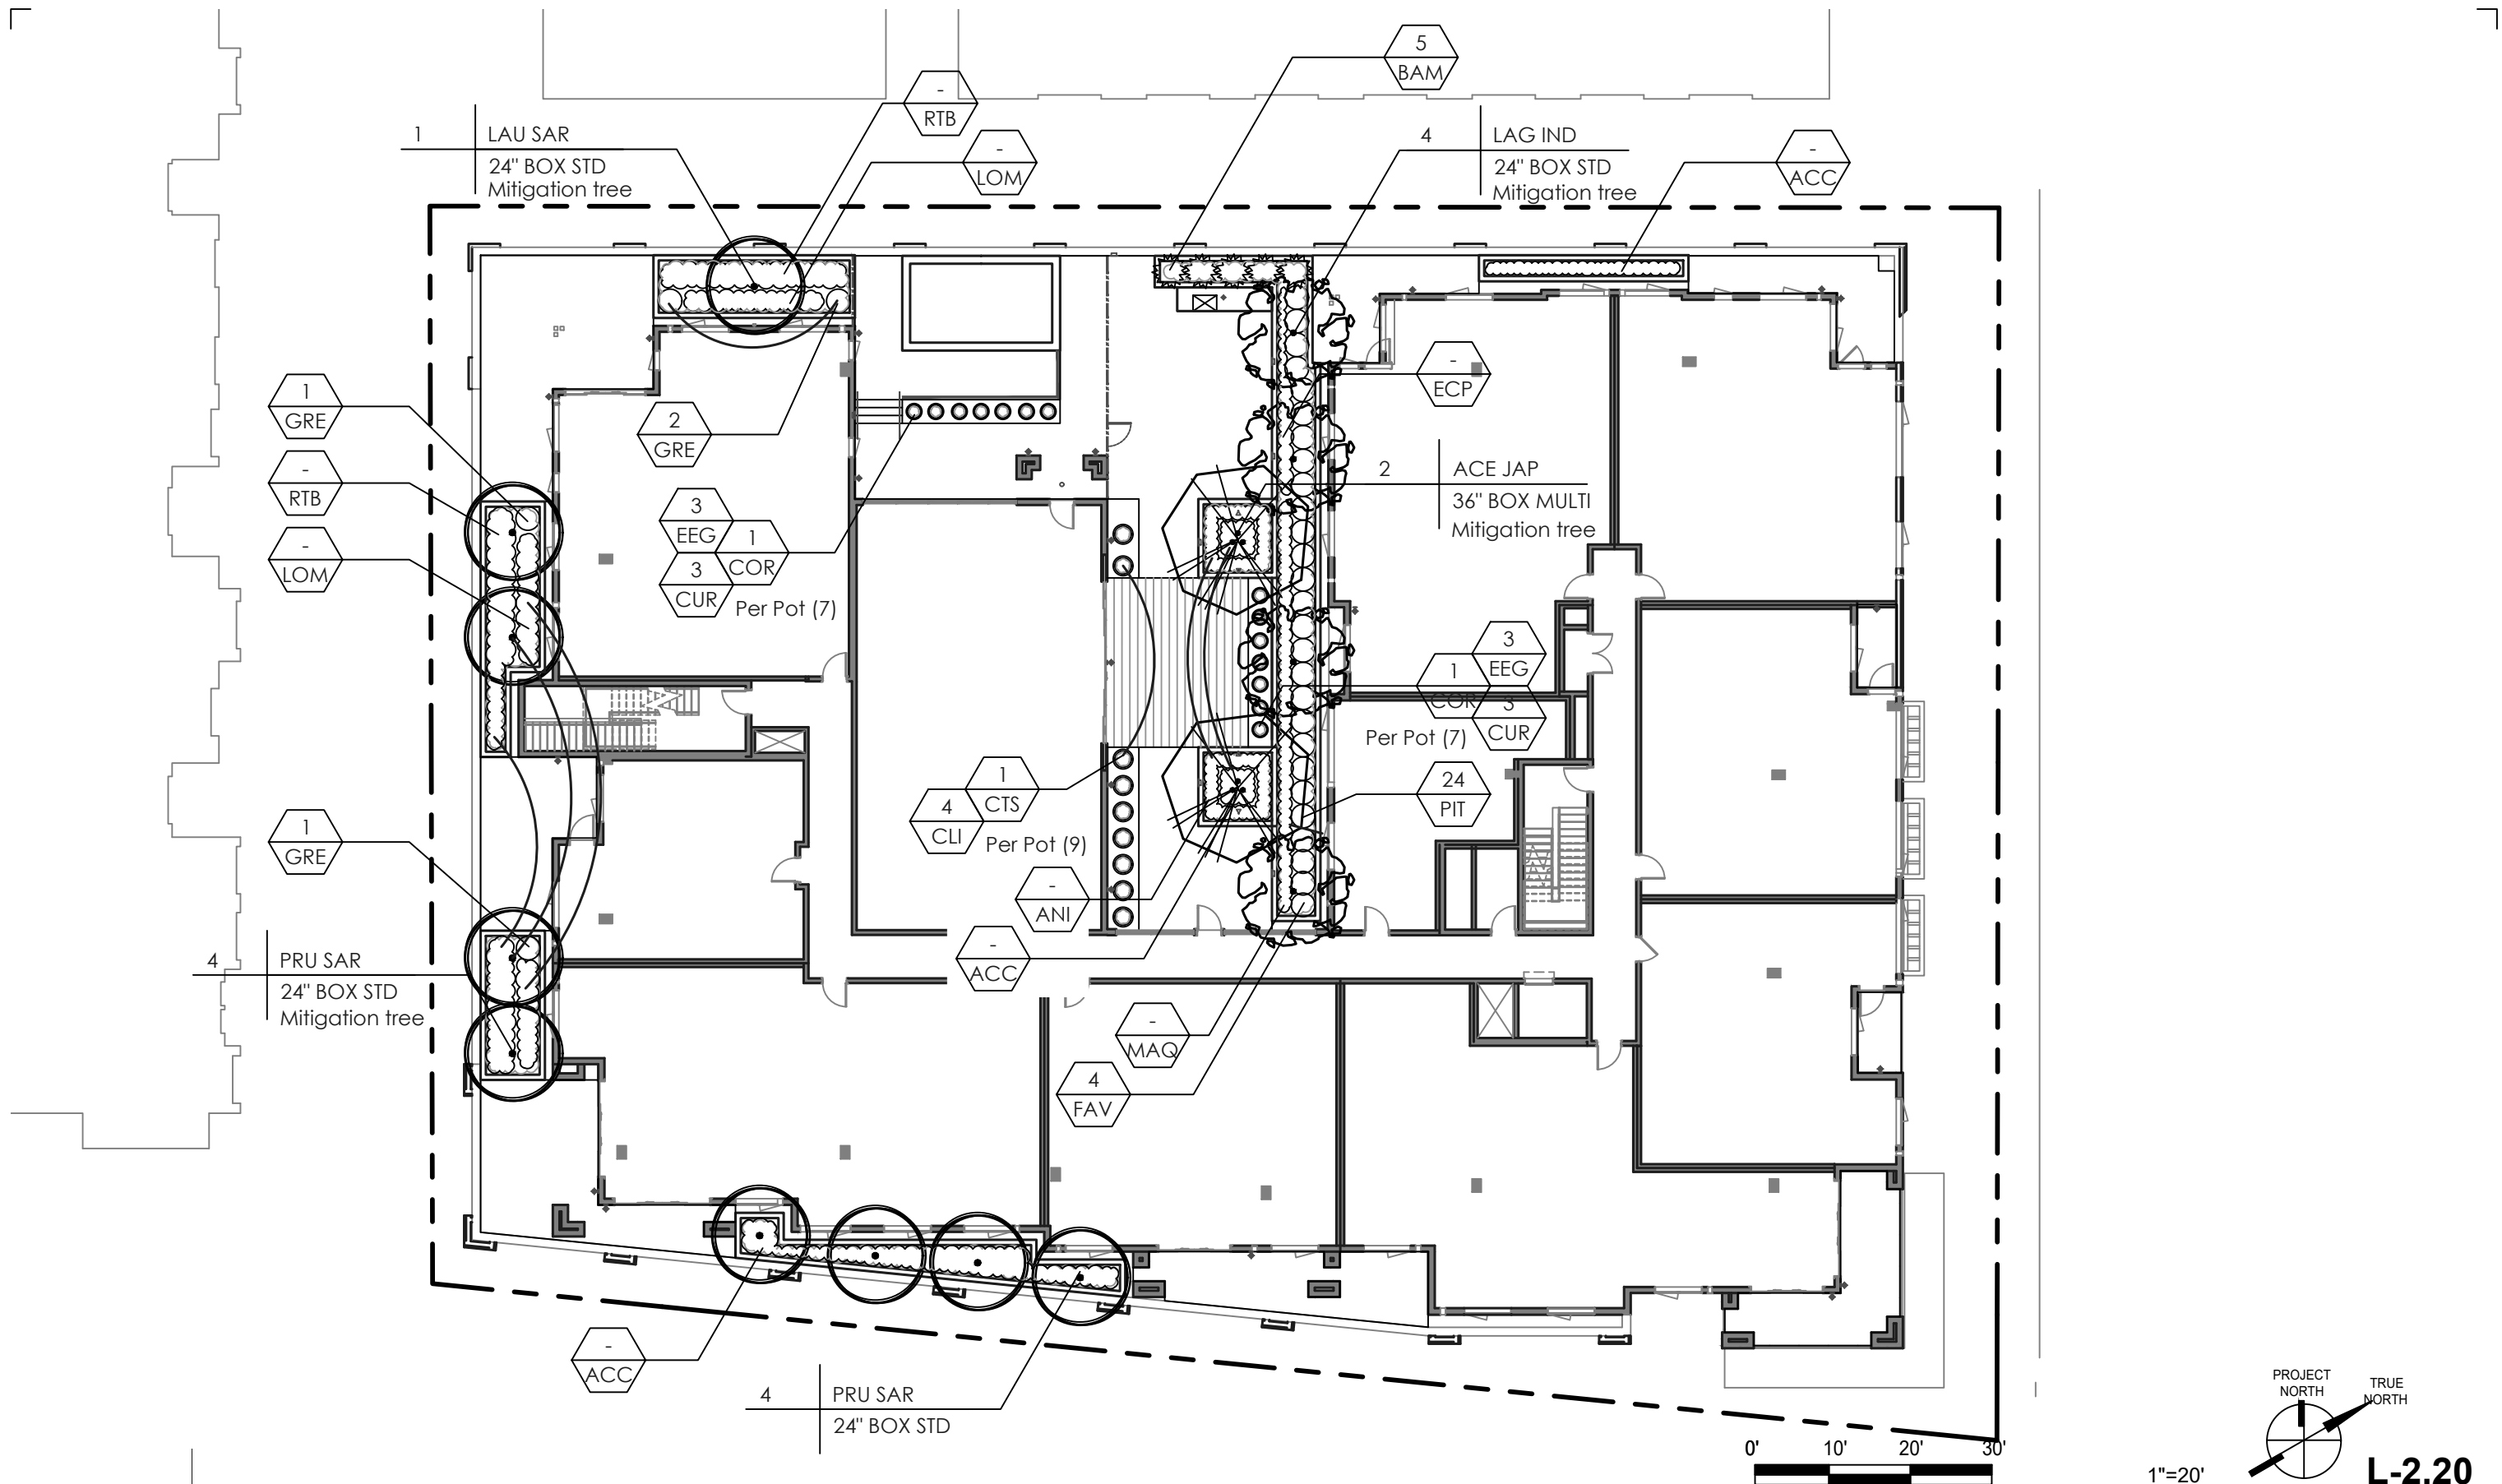 5
BAM
-
RTB
1
LAU SAR
24" BOX STD
Mitigation tree
-
LOM
4
LAG IND
24" BOX STD
Mitigation tree
-
ACC
-
ECP
1
GRE
2
GRE
-
RTB
2
ACE JAP
36" BOX MULTI
Mitigation tree
3
EEG
1
COR
3
CUR
Per Pot (7)
-
LOM
3
EEG
1
COR
3
CUR
Per Pot (7)
1
CTS
4
CLI
Per Pot (9)
24
PIT
1
GRE
-
ANI
-
ACC
4
PRU SAR
24" BOX STD
Mitigation tree
-
MAQ
4
FAV
-
ACC
4
PRU SAR
24" BOX STD
PROJECT
NORTH
TRUE
NORTH
0'
10'
20'
30'
1"=20'
L-2.20